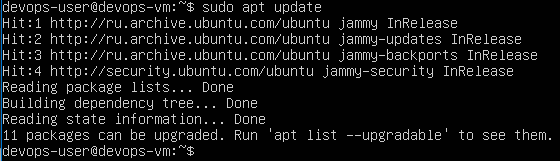 devops-user@devops-vm:~$ sudo apt update
Hit:1 http://ru.archive.ubuntu.com/ubuntu jammy InRelease
Hit:2 http://ru.archive.ubuntu.com/ubuntu jammy-updates InRelease
Hit:3 http://ru.archive.ubuntu.com/ubuntu jammy-backports InRelease
Hit:4 http://security.ubuntu.com/ubuntu jammy-security InRelease
Reading package lists... Done
Building dependency tree... Done
Reading state information... Done
11 packages can be upgraded. Run 'apt list --upgradable' to see them.
devops-user@devops-vm:~$